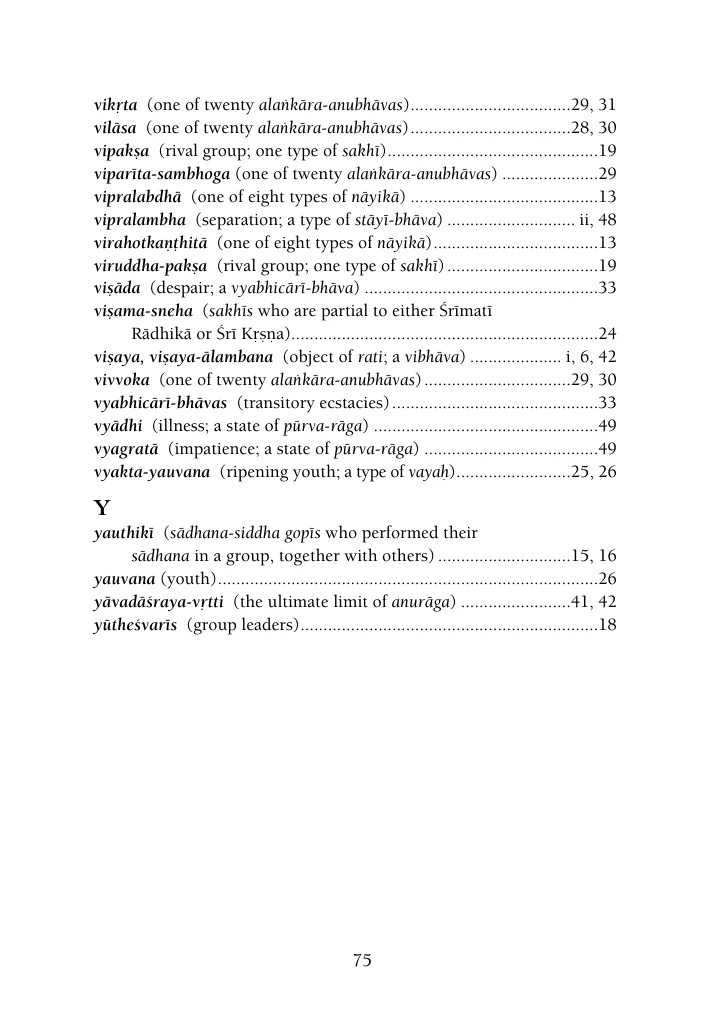 vikṛta (one of twenty alaṅkāra-anubhāvas)...................................29, 31
vilāsa (one of twenty alaṅkāra-anubhāvas)...................................28, 30
vipakṣa (rival group; one type of sakhī)..............................................19
viparīta-sambhoga (one of twenty alaṅkāra-anubhāvas) .....................29
vipralabdhā (one of eight types of nāyikā) .........................................13
vipralambha (separation; a type of stāyī-bhāva) ............................ ii, 48
virahotkaṇṭhitā (one of eight types of nāyikā)....................................13
viruddha-pakṣa (rival group; one type of sakhī) .................................19
viṣāda (despair; a vyabhicārī-bhāva) ...................................................33
viṣama-sneha (sakhīs who are partial to either Śrīmatī
Rādhikā or Śrī Kṛṣṇa)...................................................................24
viṣaya, viṣaya-ālambana (object of rati; a vibhāva) .................... i, 6, 42
vivvoka (one of twenty alaṅkāra-anubhāvas)................................29, 30
vyabhicārī-bhāvas (transitory ecstacies).............................................33
vyādhi (illness; a state of pūrva-rāga) .................................................49
vyagratā (impatience; a state of pūrva-rāga) ......................................49
vyakta-yauvana (ripening youth; a type of vayaḥ).........................25, 26
Y
yauthikī (sādhana-siddha gopīs who performed their
sādhana in a group, together with others) .............................15, 16
yauvana (youth)...................................................................................26
yāvadāśraya-vṛtti (the ultimate limit of anurāga) ........................41, 42
yūtheśvarīs (group leaders).................................................................18
75